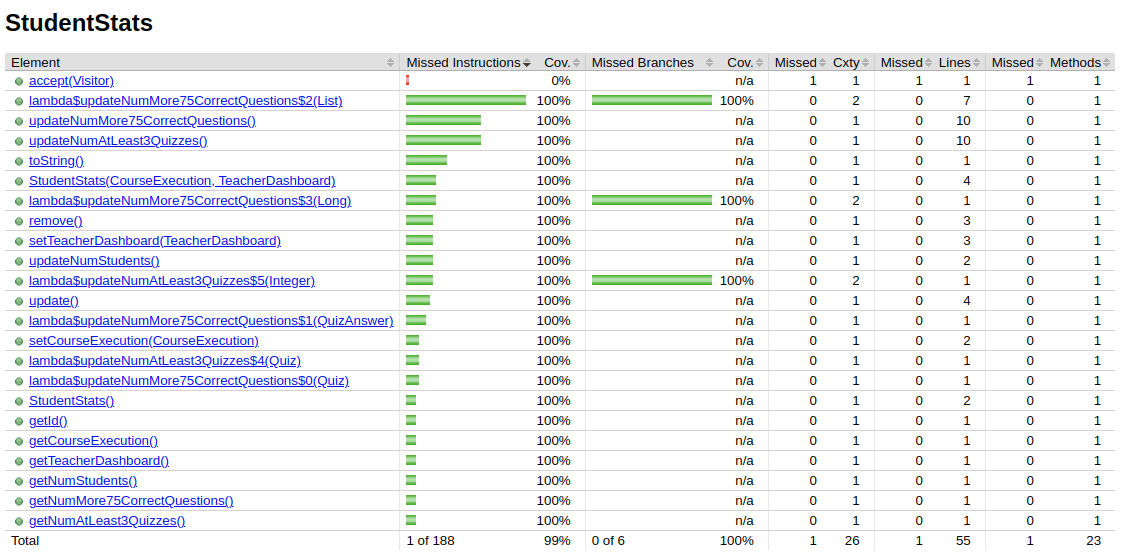 StudentStats
Element Missed Instructions Cov. Missed Branches Cov. Missed Cxty Missed Lines Missed Methods
accept(Visitor) 0% n/a 1 1 1 1 1 1
lambda$updateNumMore75CorrectQuestions$2(List) 100% 100% 0 2 0 7 0 1
updateNumMore75CorrectQuestions() 100% n/a 0 1 0 10 0 1
updateNumAtLeast3Quizzes() 100% n/a 0 1 0 10 0 1
toString() 100% n/a 0 1 0 1 0 1
StudentStats(CourseExecution, TeacherDashboard) 100% n/a 0 1 0 4 0 1
lambda$updateNumMore75CorrectQuestions$3(Long) 100% 100% 0 2 0 1 0 1
remove() 100% n/a 0 1 0 3 0 1
setTeacherDashboard(TeacherDashboard) 100% n/a 0 1 0 3 0 1
updateNumStudents() 100% n/a 0 1 0 2 0 1
lambda$updateNumAtLeast3Quizzes$5(Integer) 100% 100% 0 2 0 1 0 1
update() 100% n/a 0 1 0 4 0 1
lambda$updateNumMore75CorrectQuestions$1(QuizAnswer) 100% n/a 0 1 0 1 0 1
setCourseExecution(CourseExecution) 100% n/a 0 1 0 2 0 1
lambda$updateNumAtLeast3Quizzes$4(Quiz) 100% n/a 0 1 0 1 0 1
lambda$updateNumMore75CorrectQuestions$0(Quiz) 100% n/a 0 1 0 1 0 1
StudentStats() 100% n/a 0 1 0 2 0 1
getId() 100% n/a 0 1 0 1 0 1
getCourseExecution() 100% n/a 0 1 0 1 0 1
getTeacherDashboard() 100% n/a 0 1 0 1 0 1
getNumStudents() 100% n/a 0 1 0 1 0 1
getNumMore75CorrectQuestions() 100% n/a 0 1 0 1 0 1
getNumAtLeast3Quizzes() 100% n/a 0 1 0 1 0 1
Total 1 of 188 99% 0 of 6 100% 1 26 1 55 1 23